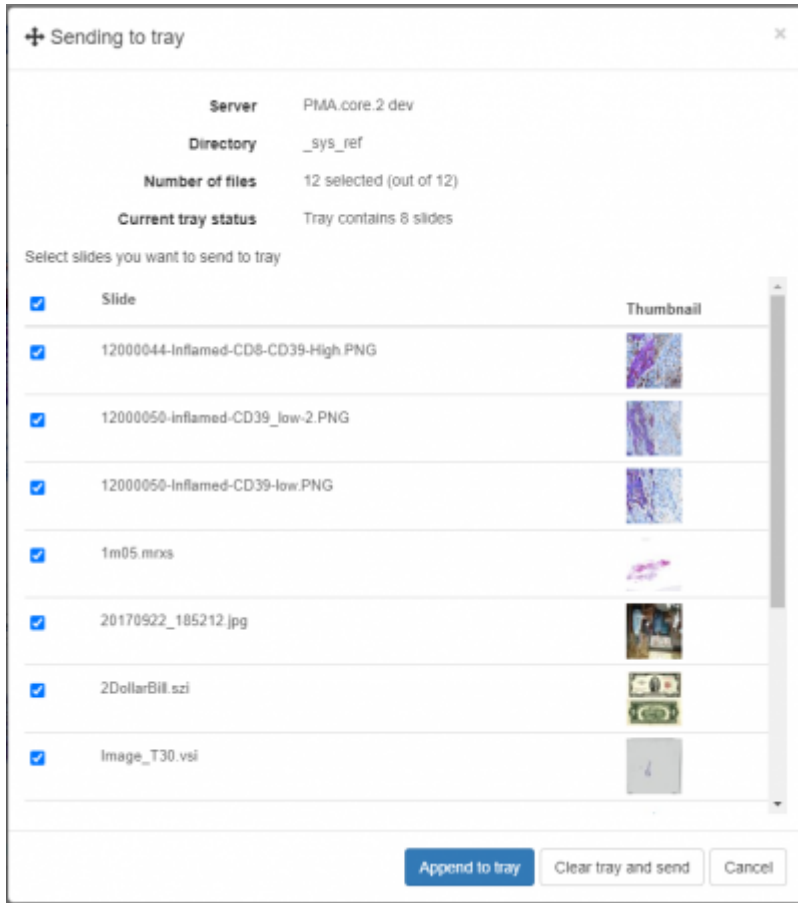 Sending to tray
×
Server PMA.core.2 dev
Directory _sys_ref
Number of files 12 selected (out of 12)
Current tray status Tray contains 8 slides
Select slides you want to send to tray
Slide Thumbnail
12000044-Inflamed-CD8-CD39-High.PNG
12000050-inflamed-CD39_low-2.PNG
12000050-Inflamed-CD39-low.PNG
1m05.mrxs
20170922_185212.jpg
2DollarBill.szi
Image_T30.vsi
Append to tray Clear tray and send Cancel